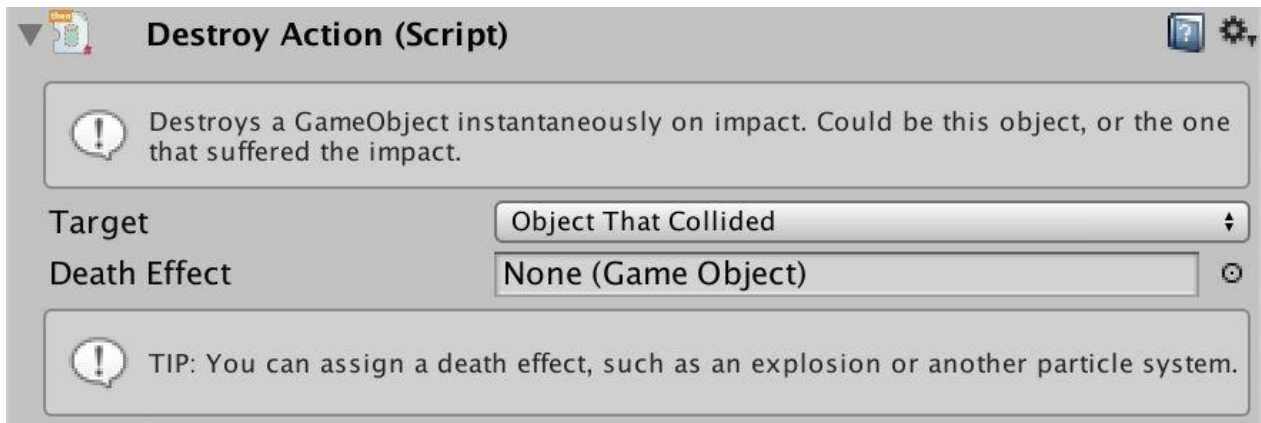 then
Destroy Action (Script)
Destroys a GameObject instantaneously on impact. Could be this object, or the one
that suffered the impact.
Target
Object That Collided
Death Effect
None (Game Object)
TIP: You can assign a death effect, such as an explosion or another particle system.